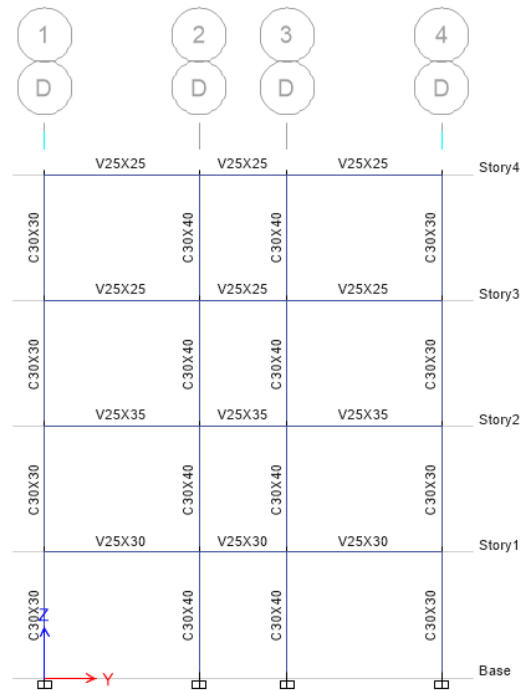 1 2 3 4
D D D D
V25X25 V25X25 V25X25 Story4
C30X30 C30X40 C30X40 C30X30
V25X25 V25X25 V25X25 Story3
C30X30 C30X40 C30X40 C30X30
V25X35 V25X35 V25X35 Story2
C30X30 C30X40 C30X40 C30X30
V25X30 V25X30 V25X30 Story1
C30X30 C30X40 C30X40 C30X30
Z
Base
Y